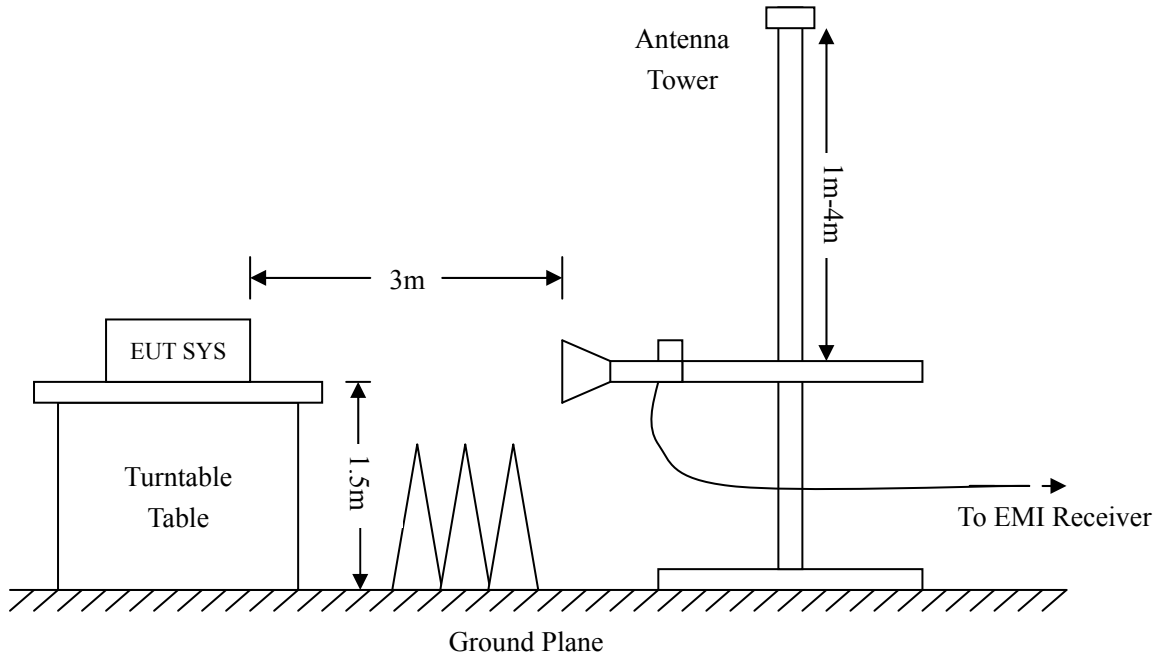 Antenna
Tower
1m-4m
3m
EUT SYS
1.5m
Turntable
Table
To EMI Receiver
Ground Plane